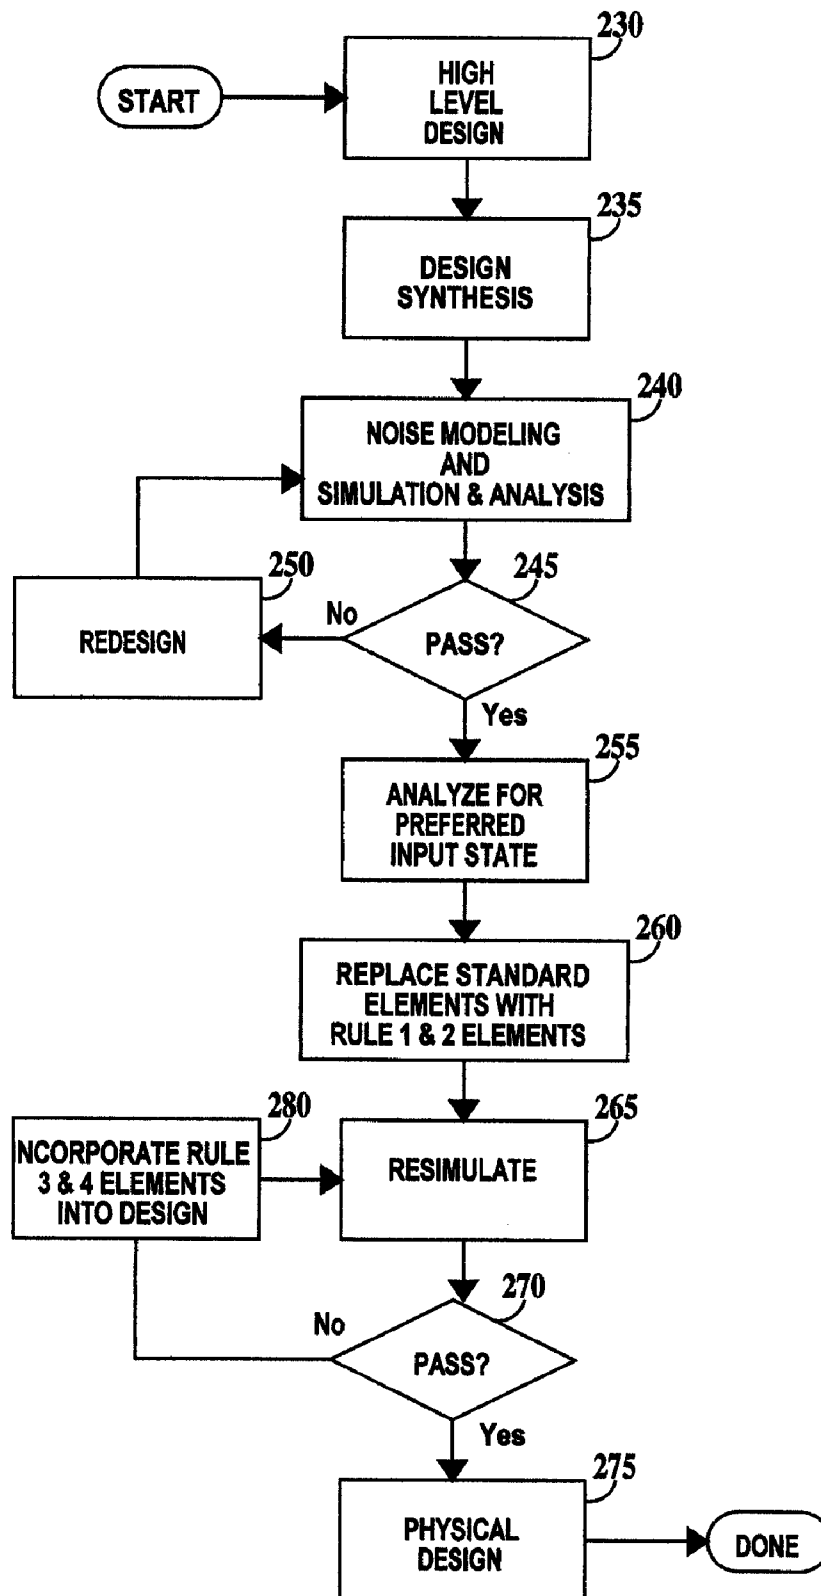 230
START
HIGH
LEVEL
DESIGN
235
DESIGN
SYNTHESIS
240
NOISE MODELING
AND
SIMULATION & ANALYSIS
250
REDESIGN
No
245
PASS?
Yes
255
ANALYZE FOR
PREFERRED
INPUT STATE
260
REPLACE STANDARD
ELEMENTS WITH
RULE 1 & 2 ELEMENTS
280
INCORPORATE RULE
3 & 4 ELEMENTS
INTO DESIGN
265
RESIMULATE
270
No
PASS?
Yes
275
PHYSICAL
DESIGN
DONE